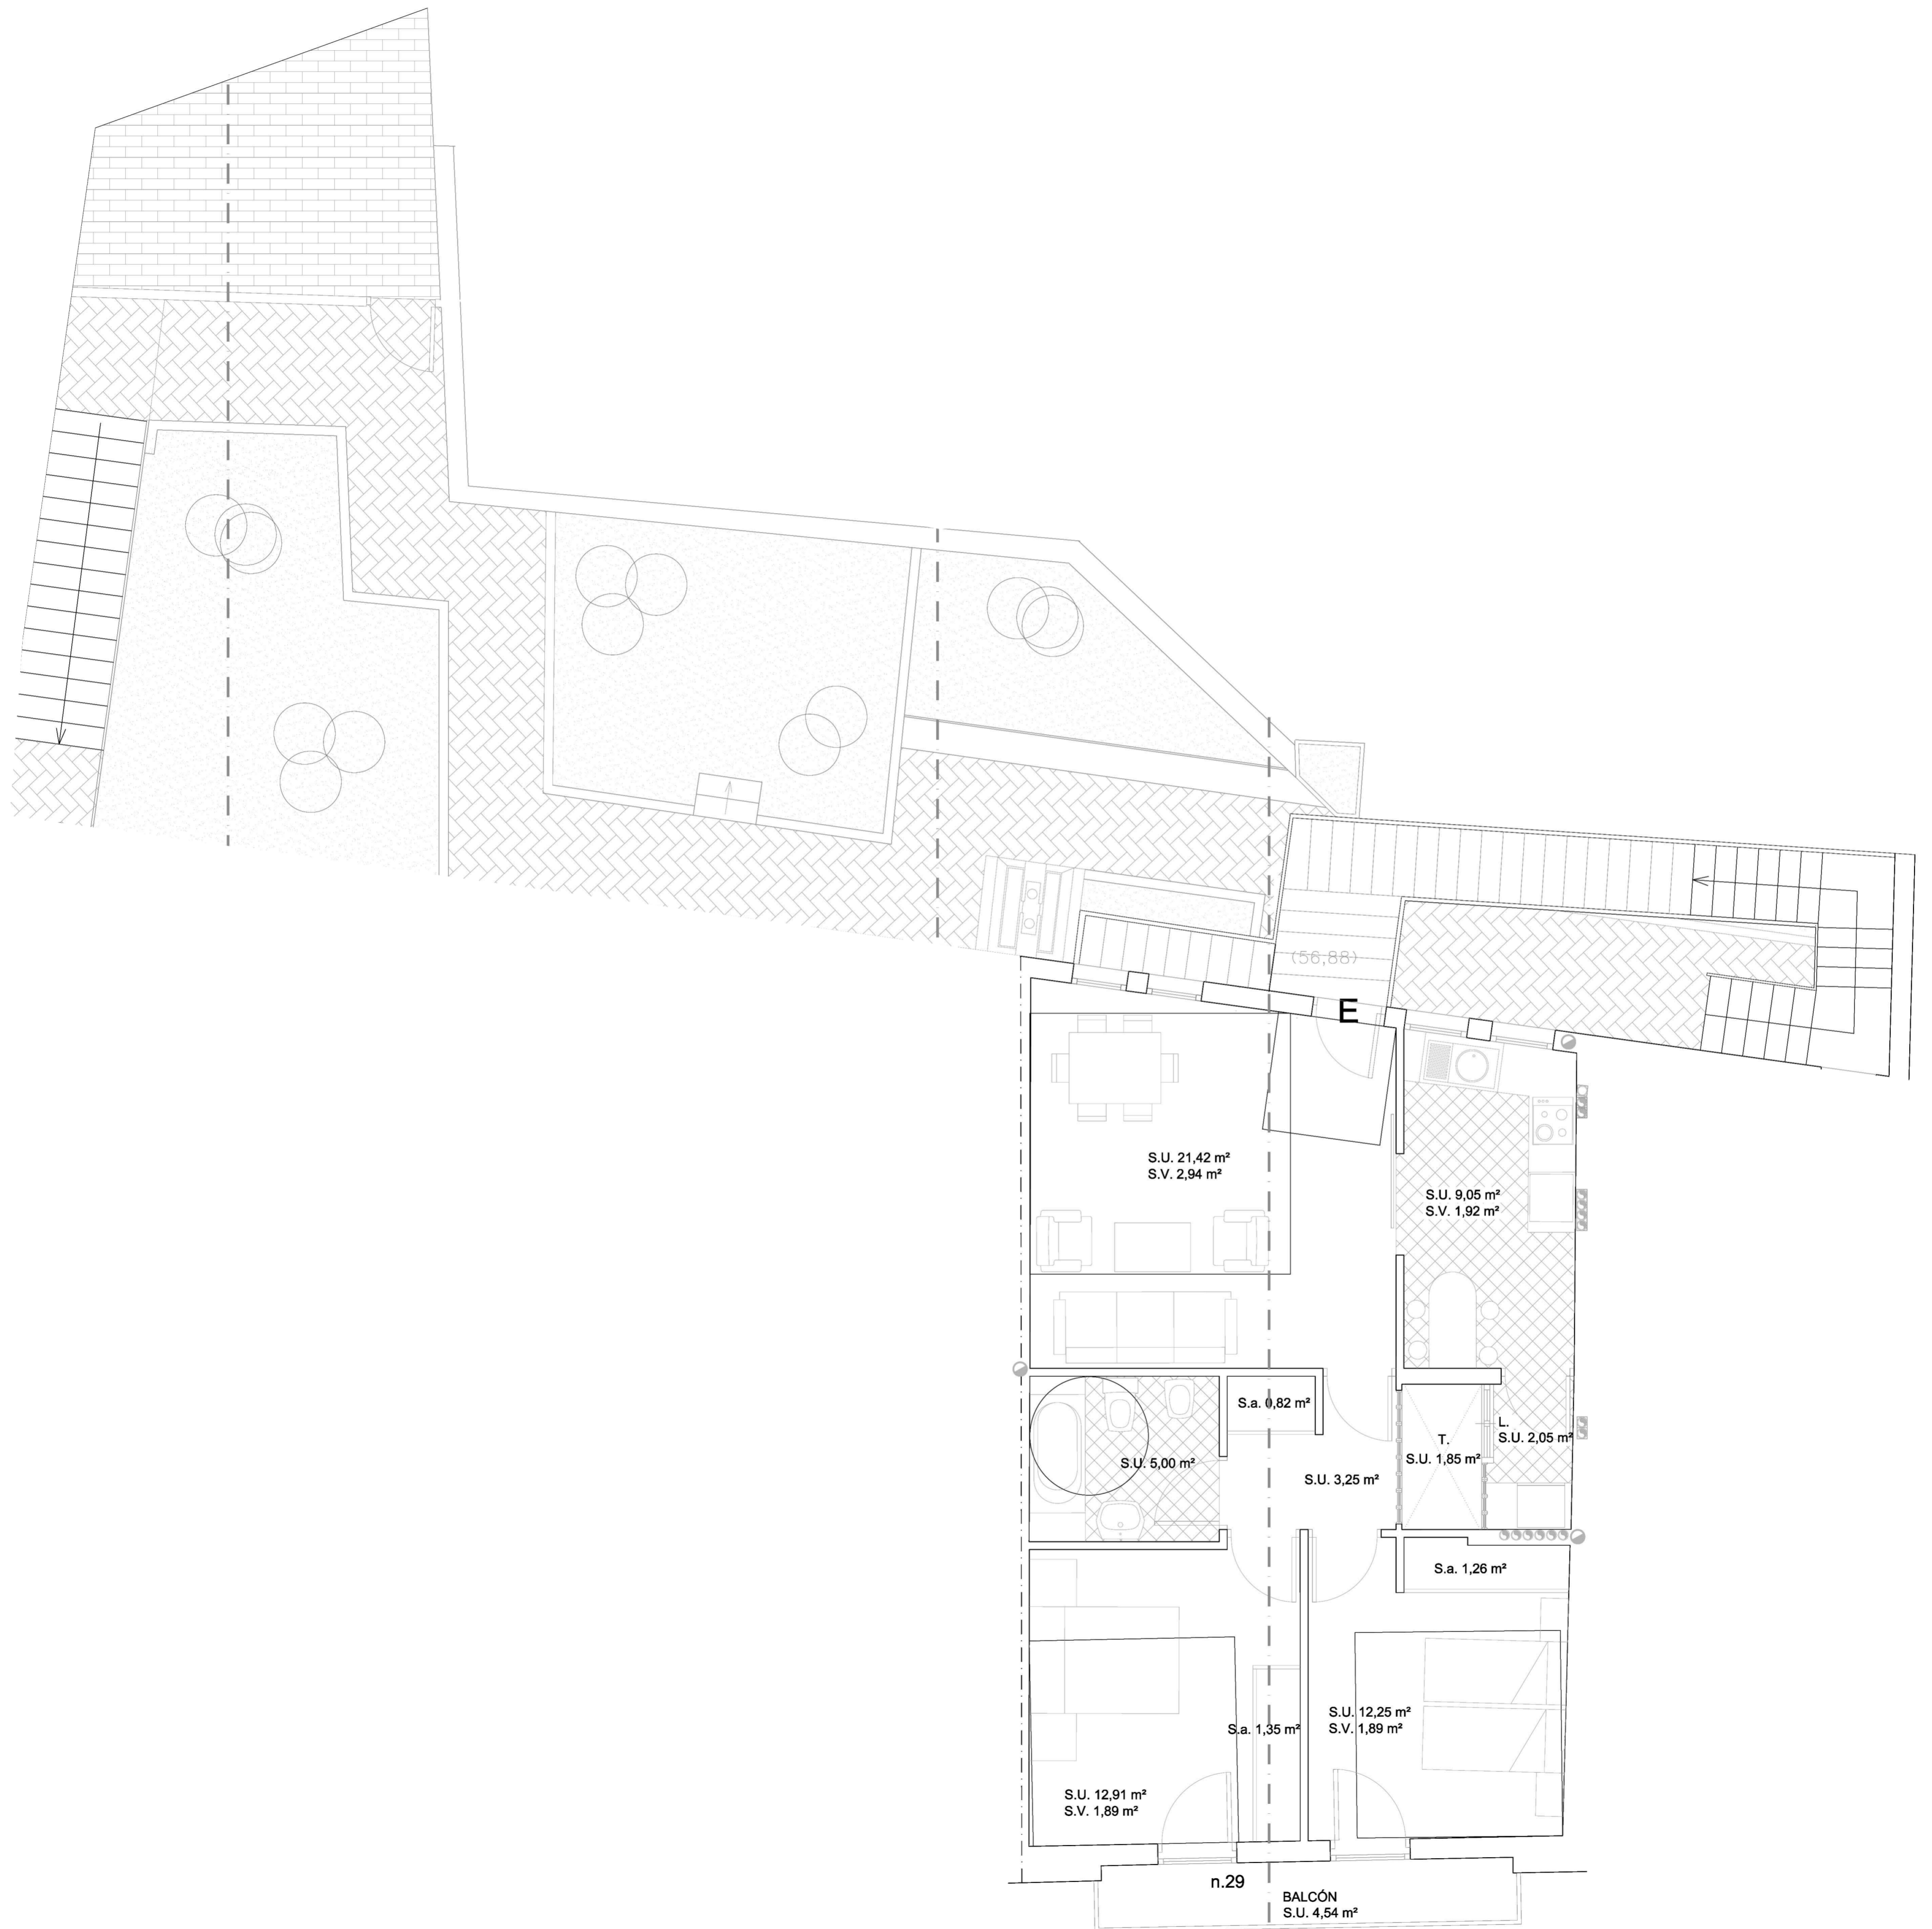 (56,88)
E
S.U. 21,42 m²
S.V. 2,94 m²
S.U. 9,05 m²
S.V. 1,92 m²
S.a. 0,82 m²
L.
S.U. 2,05 m²
T.
S.U. 1,85 m²
S.U. 5,00 m²
S.U. 3,25 m²
S.a. 1,26 m²
S.U. 12,25 m²
S.V. 1,89 m²
S.a. 1,35 m²
S.U. 12,91 m²
S.V. 1,89 m²
n.29
BALCÓN
S.U. 4,54 m²